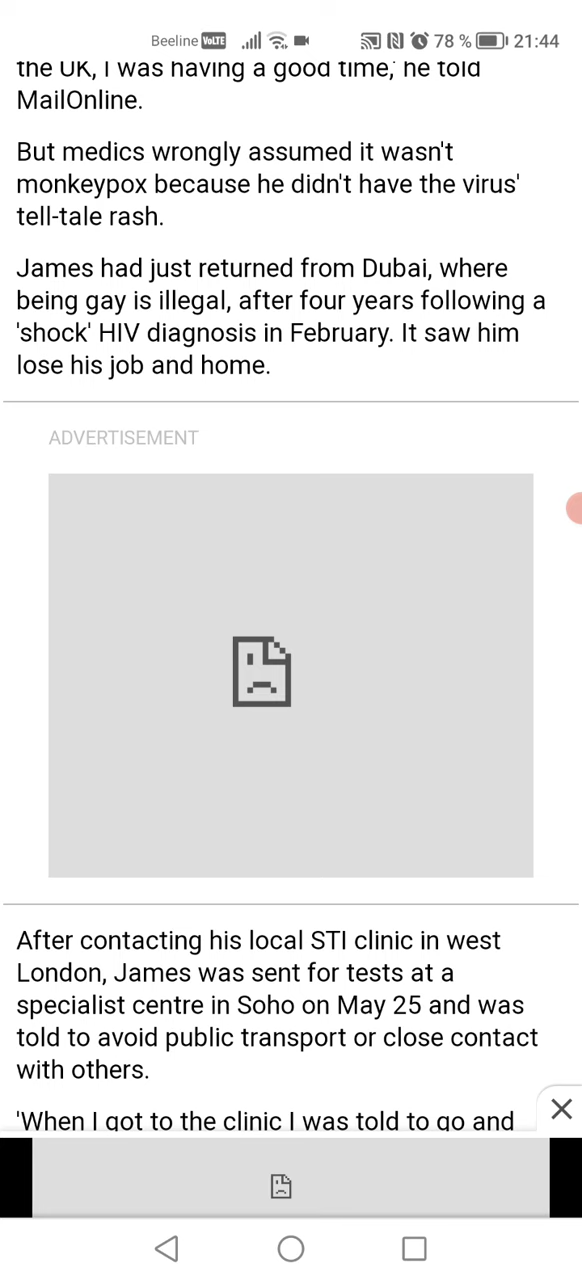 Beeline VoLTE 78 % 21:44
the UK, I was having a good time,' he told
MailOnline.
But medics wrongly assumed it wasn't
monkeypox because he didn't have the virus'
tell-tale rash.
James had just returned from Dubai, where
being gay is illegal, after four years following a
'shock' HIV diagnosis in February. It saw him
lose his job and home.
ADVERTISEMENT
After contacting his local STI clinic in west
London, James was sent for tests at a
specialist centre in Soho on May 25 and was
told to avoid public transport or close contact
with others.
'When I got to the clinic I was told to go and